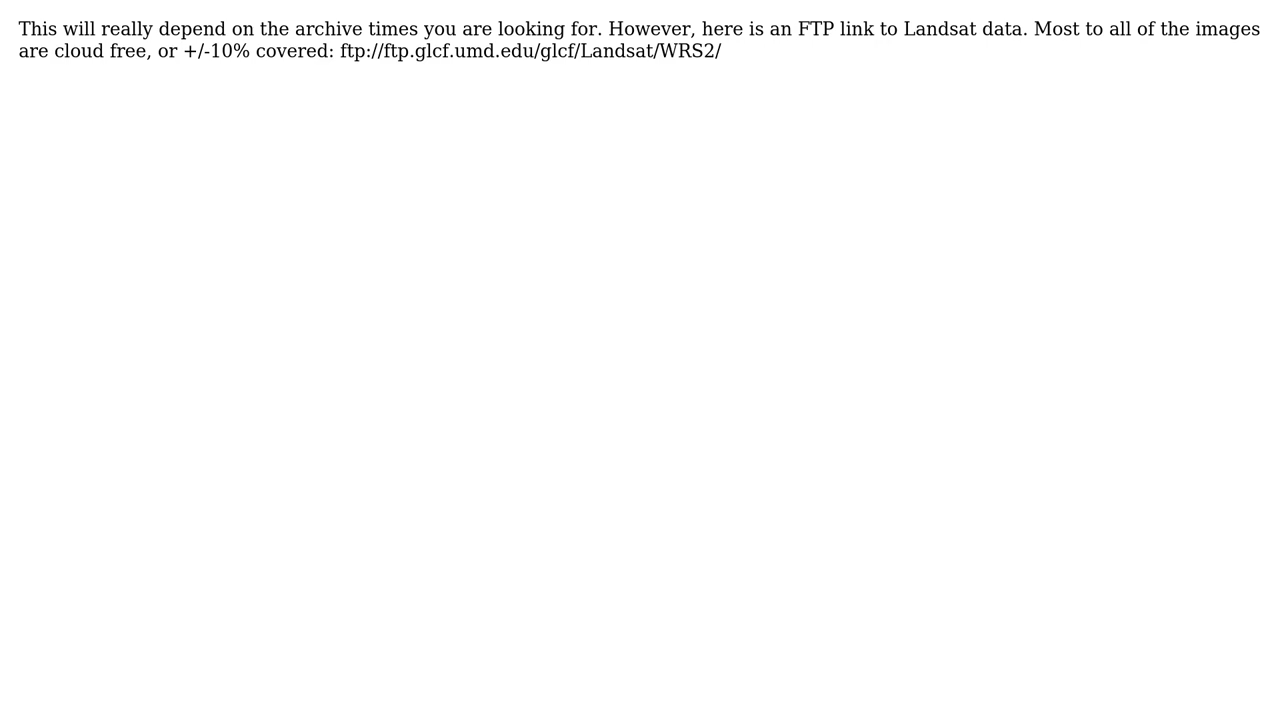 This will really depend on the archive times you are looking for. However, here is an FTP link to Landsat data. Most to all of the images
are cloud free, or +/-10% covered: ftp://ftp.glcf.umd.edu/glcf/Landsat/WRS2/